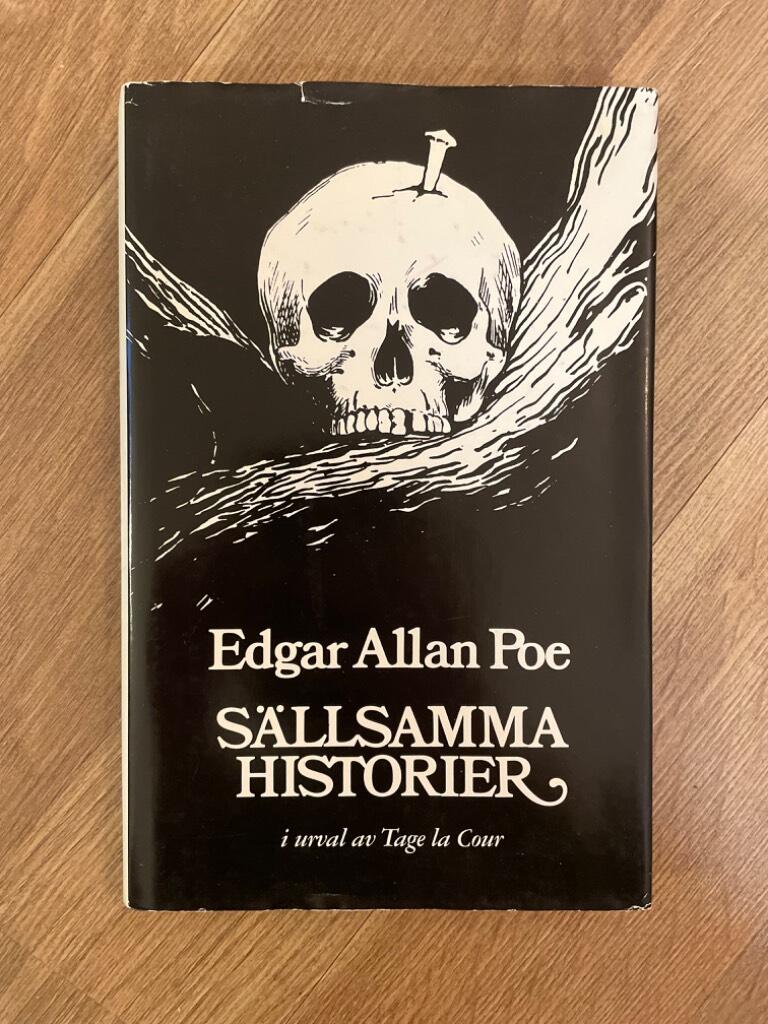 Edgar Allan Poe
SÄLLSAMMA
HISTORIER
i urval av Tage la Cour